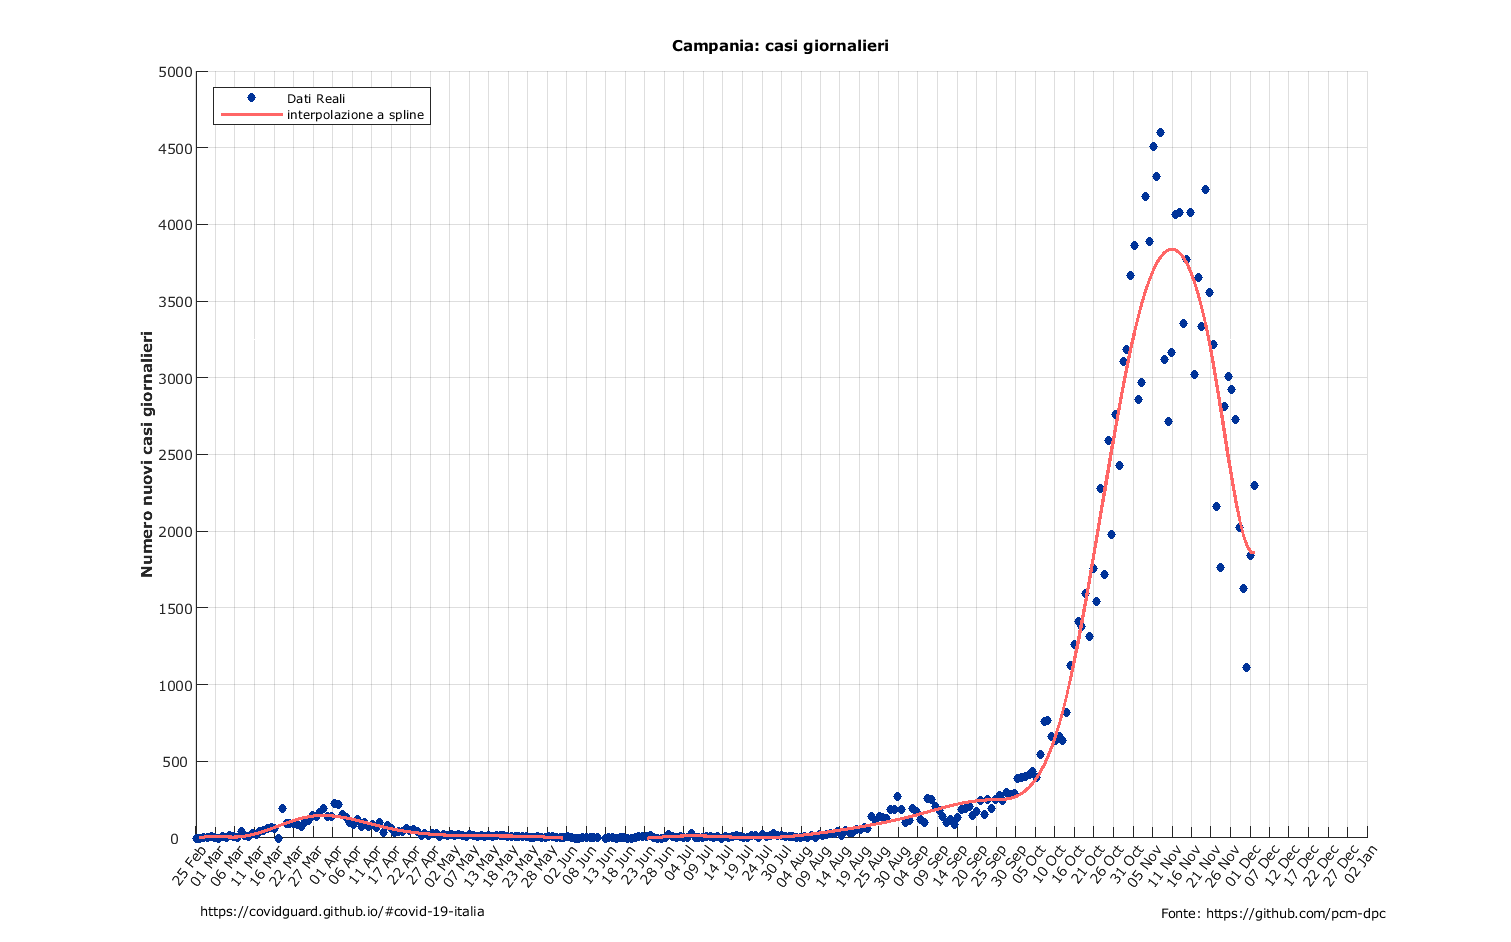 Campania: casi giornalieri
Dati Reali
interpolazione a spline
Numero nuovi casi giornalieri
5000
4500
4000
3500
3000
2500
2000
1500
1000
500
0
25 Feb
01 Mar
06 Mar
11 Mar
16 Mar
22 Mar
27 Mar
01 Apr
06 Apr
11 Apr
17 Apr
22 Apr
27 Apr
02 May
07 May
13 May
18 May
23 May
28 May
02 Jun
08 Jun
13 Jun
18 Jun
23 Jun
28 Jun
04 Jul
09 Jul
14 Jul
19 Jul
24 Jul
30 Jul
04 Aug
09 Aug
14 Aug
19 Aug
25 Aug
30 Aug
04 Sep
09 Sep
14 Sep
20 Sep
25 Sep
30 Sep
05 Oct
10 Oct
16 Oct
21 Oct
26 Oct
31 Oct
05 Nov
11 Nov
16 Nov
21 Nov
26 Nov
01 Dec
07 Dec
12 Dec
17 Dec
22 Dec
27 Dec
02 Jan
https://covidguard.github.io/#covid-19-italia
Fonte: https://github.com/pcm-dpc